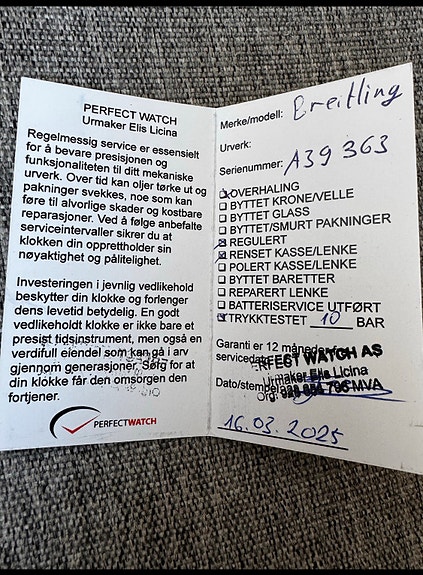 PERFECT WATCH
Urmaker Elis Licina
Regelmessig service er essensielt
for å bevare presisjonen og
funksjonaliteten til ditt mekaniske
urverk. Over tid kan oljer tørke ut og
pakninger svekkes, noe som kan
føre til alvorlige skader og kostbare
reparasjoner. Ved å følge anbefalte
serviceintervaller sikrer du at
klokken din opprettholder sin
nøyaktighet og pålitelighet.
Investeringen i jevnlig vedlikehold
beskytter din klokke og forlenger
dens levetid betydelig. En godt
vedlikeholdt klokke er ikke bare et
presist tidsinstrument, men også en
verdifull eiendel som kan gå i arv
gjennom generasjoner. Sørg for at
din klokke får den omsorgen den
fortjener.
PERFECTWATCH
Merke/modell: Breitling
Urverk:
Serienummer: A39 363
OVERHALING
BYTTET KRONE/VELLE
BYTTET GLASS
BYTTET/SMURT PAKNINGER
REGULERT
RENSET KASSE/LENKE
POLERT KASSE/LENKE
BYTTET BARETTER
REPARERT LENKE
BATTERISERVICE UTFØRT
TRYKKTESTET 10 BAR
Garanti er 12 måneder
servicedato
PERFECT WATCH AS
Urmaker Elis Licina
Dato/stempel
Org. MVA
16.03.2025